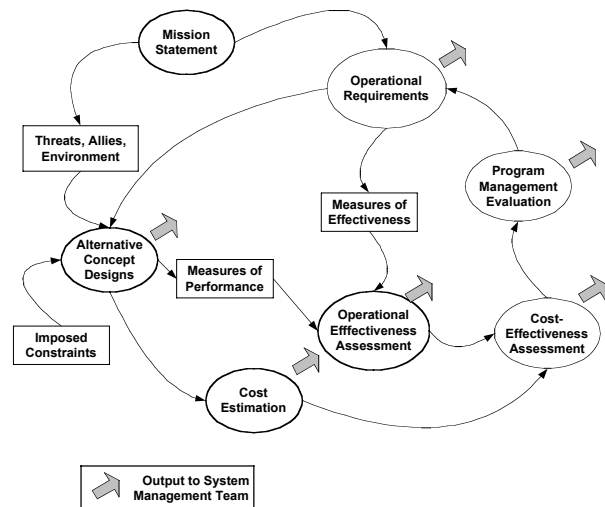 Mission
Statement
Operational
Requirements
Threats, Allies,
Environment
Program
Management
Evaluation
Measures of
Effectiveness
Alternative
Concept
Designs
Measures of
Performance
Operational
Efffectiveness
Assessment
Cost-
Effectiveness
Assessment
Imposed
Constraints
Cost
Estimation
Output to System
Management Team